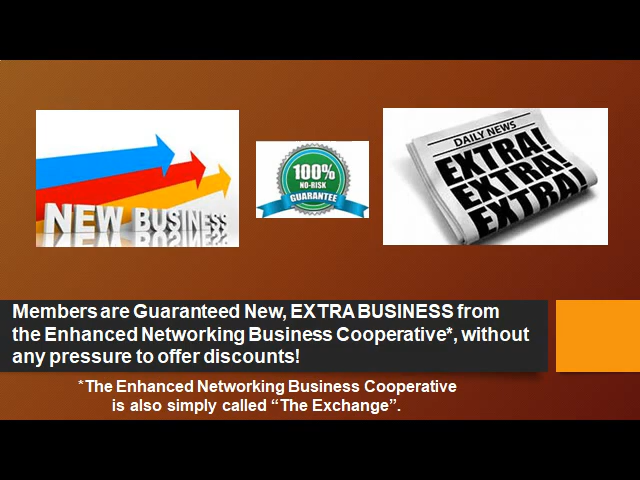 NEW BUSINESS
100%
NO-RISK
GUARANTEE
DAILY NEWS
EXTRA!
EXTRA!
EXTRA!
Members are Guaranteed New, EXTRA BUSINESS from
the Enhanced Networking Business Cooperative*, without
any pressure to offer discounts!
*The Enhanced Networking Business Cooperative
is also simply called “The Exchange”.